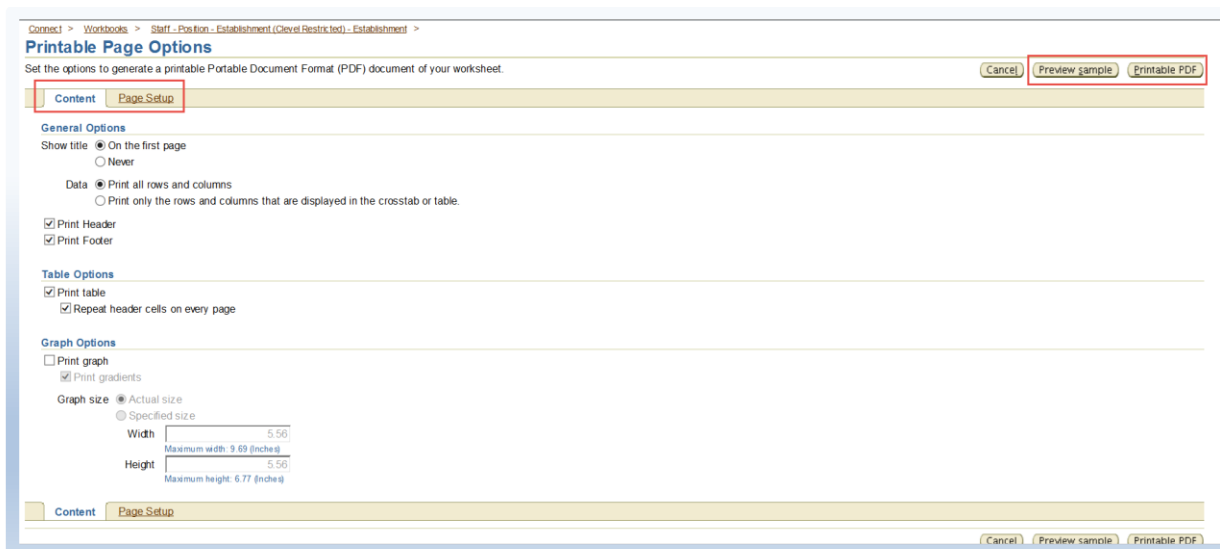 Connect > Workbooks > Staff - Position - Establishment (Clevel Restricted) - Establishment >
Printable Page Options
Set the options to generate a printable Portable Document Format (PDF) document of your worksheet.
Cancel Preview sample Printable PDF
Content Page Setup
General Options
Show title On the first page
Never
Data Print all rows and columns
Print only the rows and columns that are displayed in the crosstab or table.
Print Header
Print Footer
Table Options
Print table
Repeat header cells on every page
Graph Options
Print graph
Print gradients
Graph size Actual size
Specified size
Width 5.56
Maximum width: 9.69 (Inches)
Height 5.56
Maximum height: 6.77 (Inches)
Content Page Setup
Cancel Preview sample Printable PDF